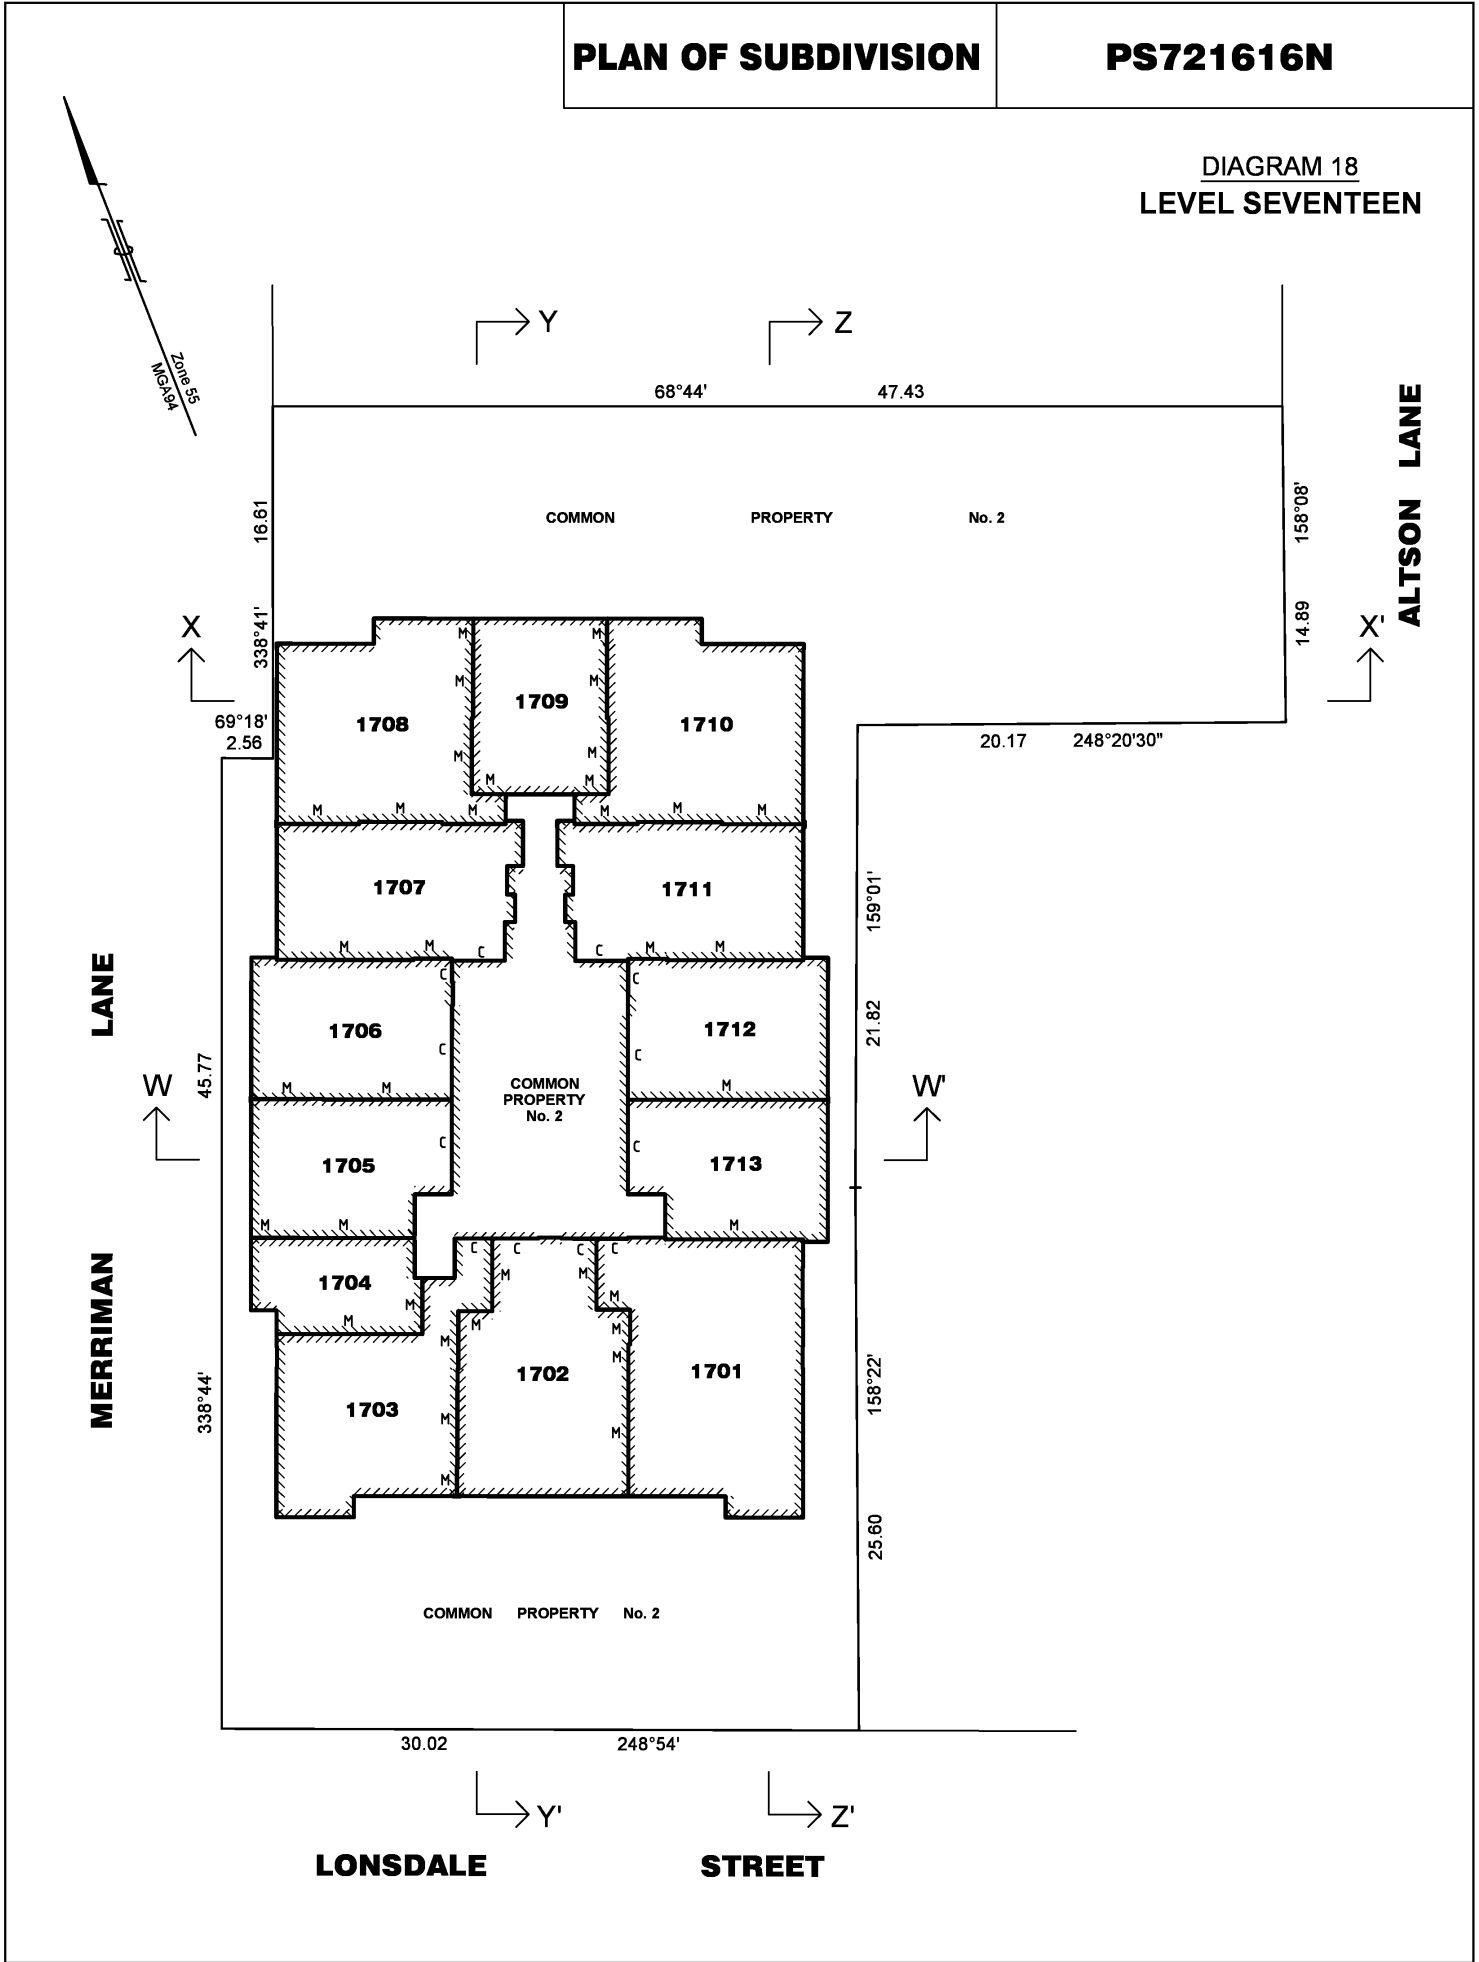 PLAN OF SUBDIVISION PS721616N
DIAGRAM 18
LEVEL SEVENTEEN
Zone 55
MGA94
Y Z
68°44' 47.43
ALTSON LANE
16.61
338°41'
COMMON PROPERTY No. 2
158°08'
14.89
X X'
69°18'
2.56
20.17 248°20'30"
M M
M M
1708 1709 1710
M M
M M
M M M M M M
1707 1711
159°01'
21.82
M M C C M M
C C
1706 1712
C C
M M M
MERRIMAN LANE
45.77
338°44'
W W'
COMMON
PROPERTY
No. 2
C C
1705 1713
M M M
C C C C
M M
1704
M M
M M
M M
M
1703 1702 1701
M M
M
158°22'
25.60
COMMON PROPERTY No. 2
30.02 248°54'
Y' Z'
LONSDALE STREET